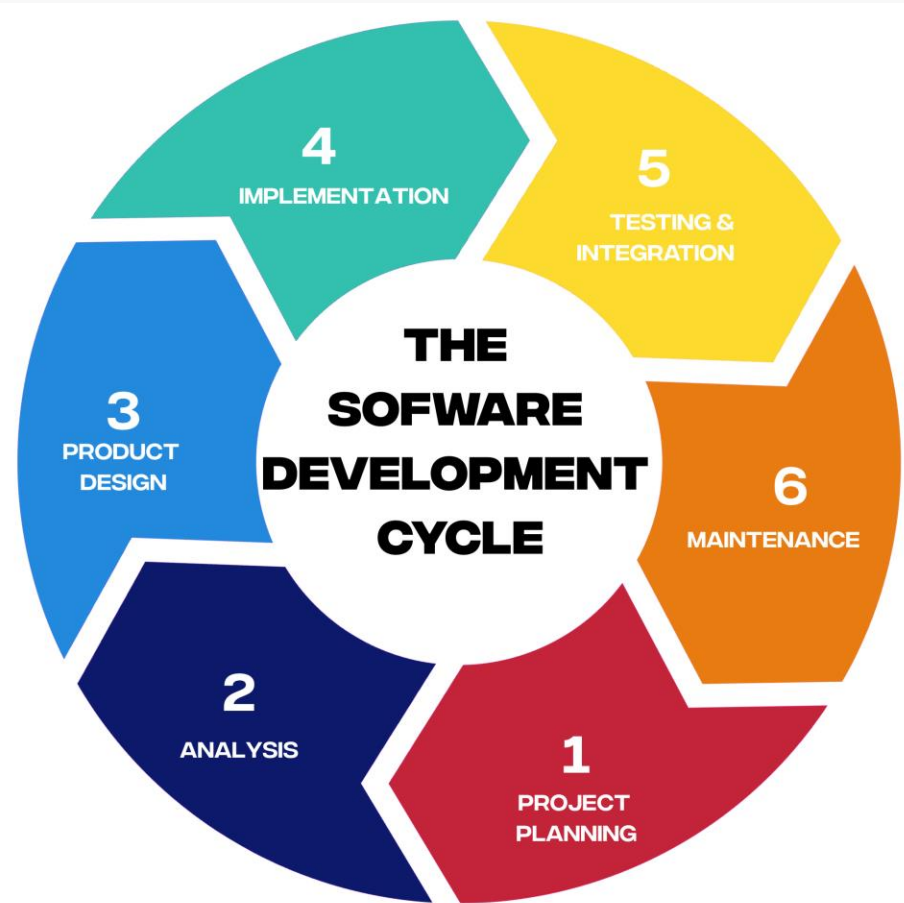 THE
SOFWARE
DEVELOPMENT
CYCLE
1
PROJECT
PLANNING
2
ANALYSIS
3
PRODUCT
DESIGN
4
IMPLEMENTATION
5
TESTING &
INTEGRATION
6
MAINTENANCE